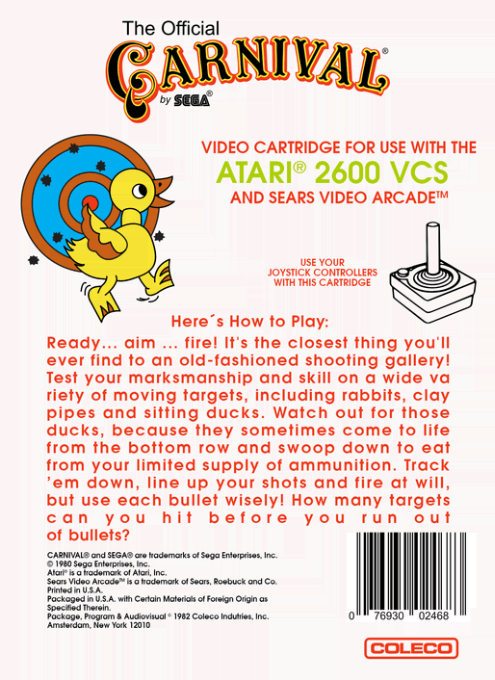 The Official
CARNIVAL®
by SEGA®
VIDEO CARTRIDGE FOR USE WITH THE
ATARI® 2600 VCS
AND SEARS VIDEO ARCADE™
USE YOUR
JOYSTICK CONTROLLERS
WITH THIS CARTRIDGE
Here´s How to Play:
Ready... aim ... fire! It's the closest thing you'll
ever find to an old-fashioned shooting gallery!
Test your marksmanship and skill on a wide va
riety of moving targets, including rabbits, clay
pipes and sitting ducks. Watch out for those
ducks, because they sometimes come to life
from the bottom row and swoop down to eat
from your limited supply of ammunition. Track
'em down, line up your shots and fire at will,
but use each bullet wisely! How many targets
can you hit before you run out
of bullets?
CARNIVAL® and SEGA® are trademarks of Sega Enterprises, Inc.
© 1980 Sega Enterprises, Inc.
Atari® is a trademark of Atari, Inc.
Sears Video Arcade™ is a trademark of Sears, Roebuck and Co.
Printed in U.S.A.
Packaged in U.S.A. with Certain Materials of Foreign Origin as
Specified Therein.
Package, Program & Audiovisual © 1982 Coleco Indutries, Inc.
Amsterdam, New York 12010
0 76930 02468
COLECO